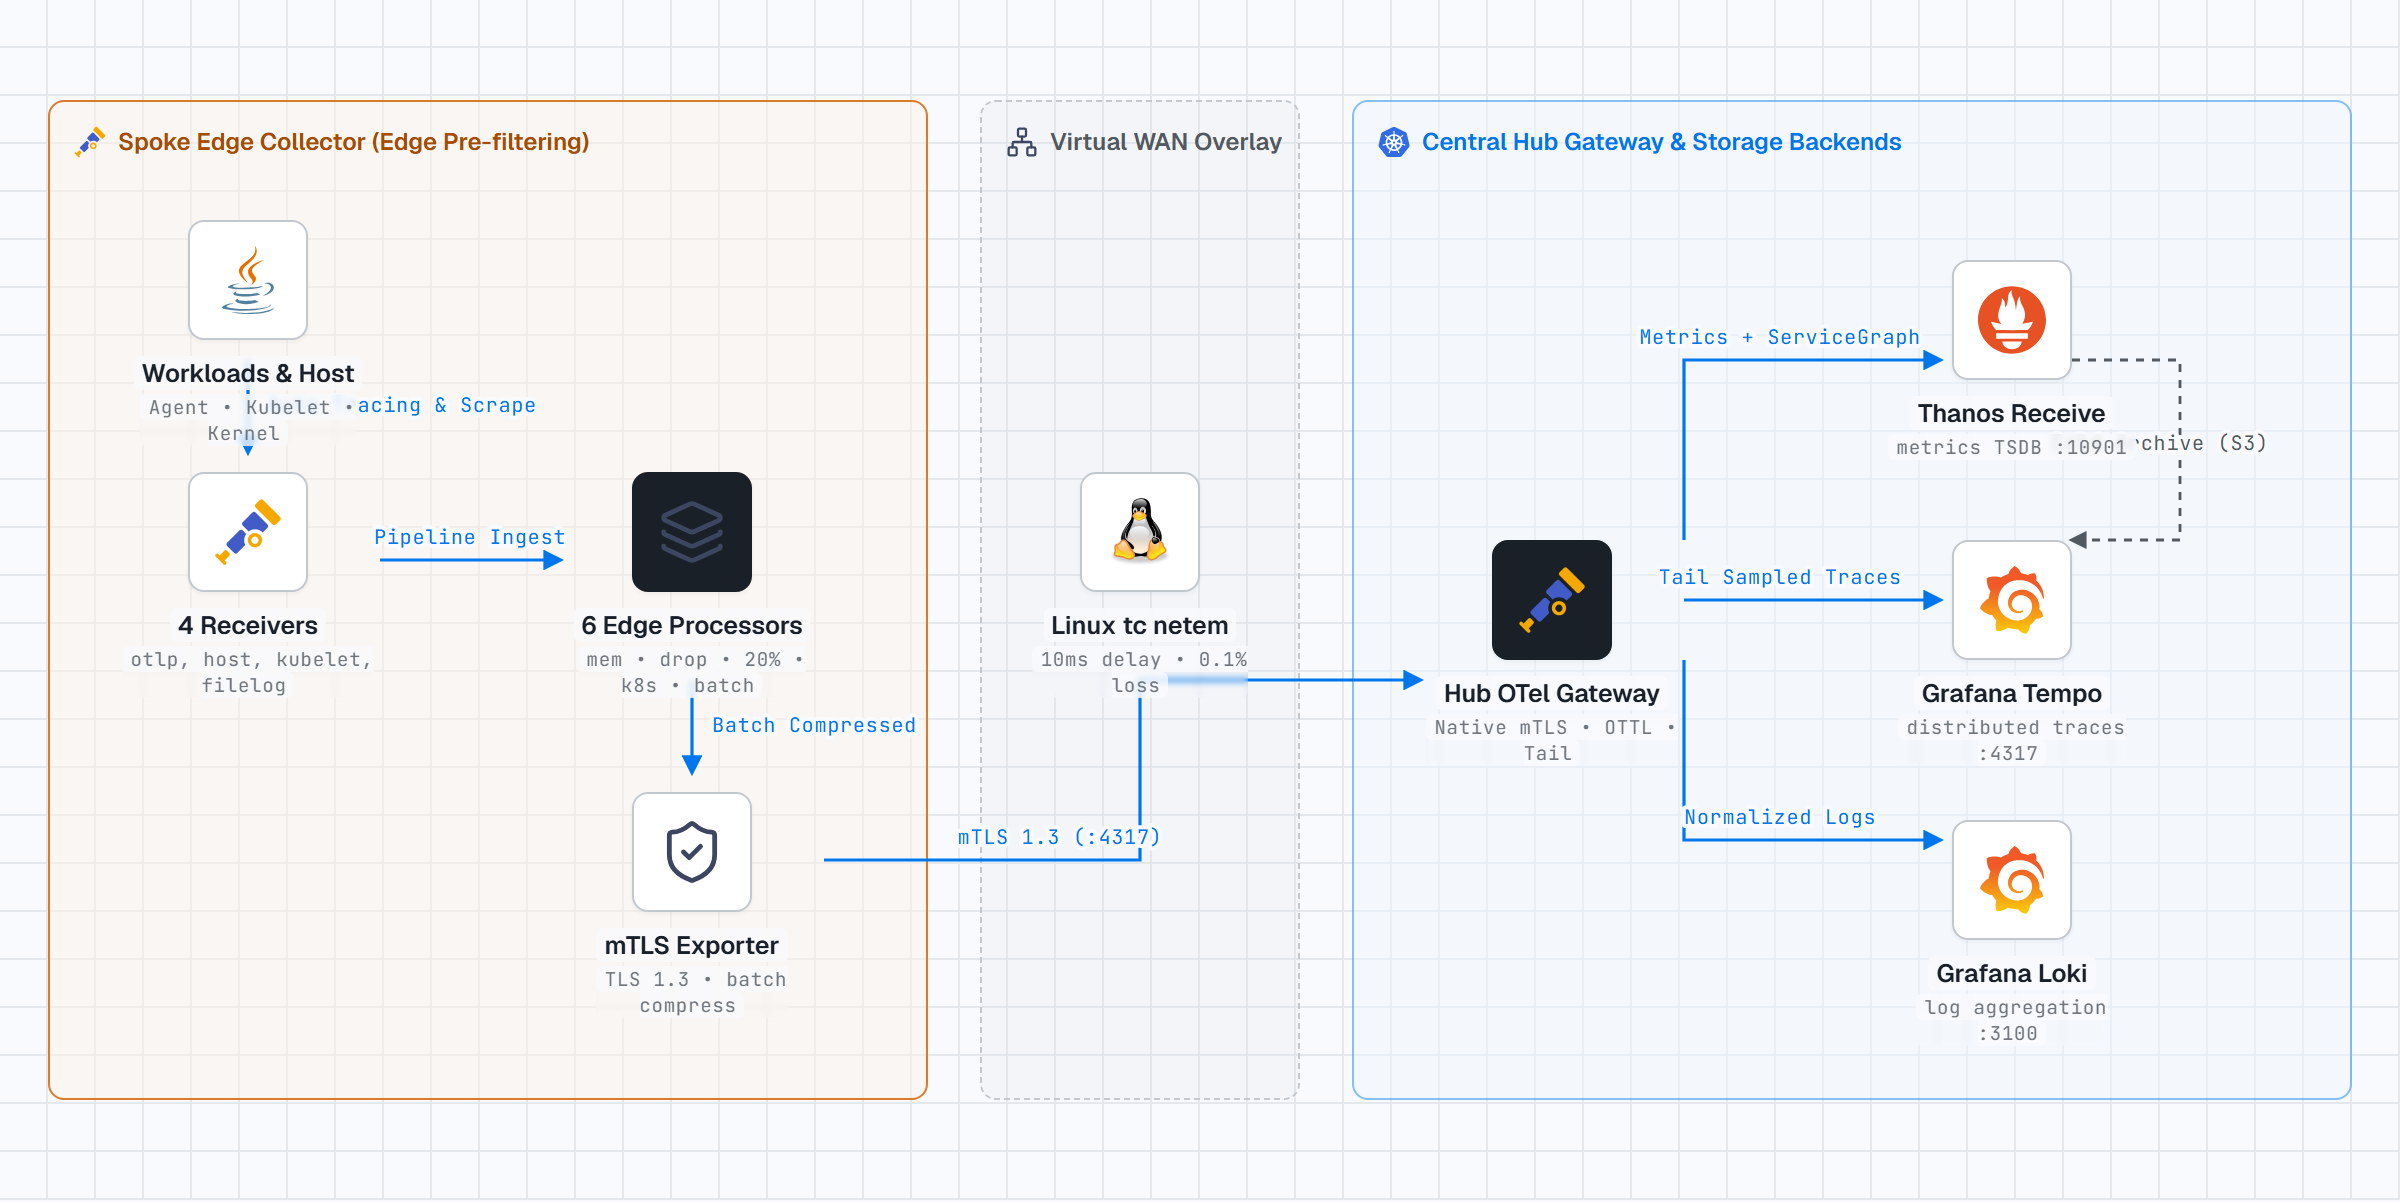 Spoke Edge Collector (Edge Pre-filtering)
Workloads & Host
Agent • Kubelet •
Kernel
& Scrape
4 Receivers
otlp, host, kubelet,
filelog
Pipeline Ingest
6 Edge Processors
mem • drop • 20% •
k8s • batch
Batch Compressed
mTLS Exporter
TLS 1.3 • batch
compress
mTLS 1.3 (:4317)
Virtual WAN Overlay
Linux tc netem
10ms delay • 0.1%
loss
Central Hub Gateway & Storage Backends
Hub OTel Gateway
Native mTLS • OTTL •
Tail
Metrics + ServiceGraph
Tail Sampled Traces
Normalized Logs
Thanos Receive
metrics TSDB :10901
(S3)
Grafana Tempo
distributed traces
:4317
Grafana Loki
log aggregation
:3100